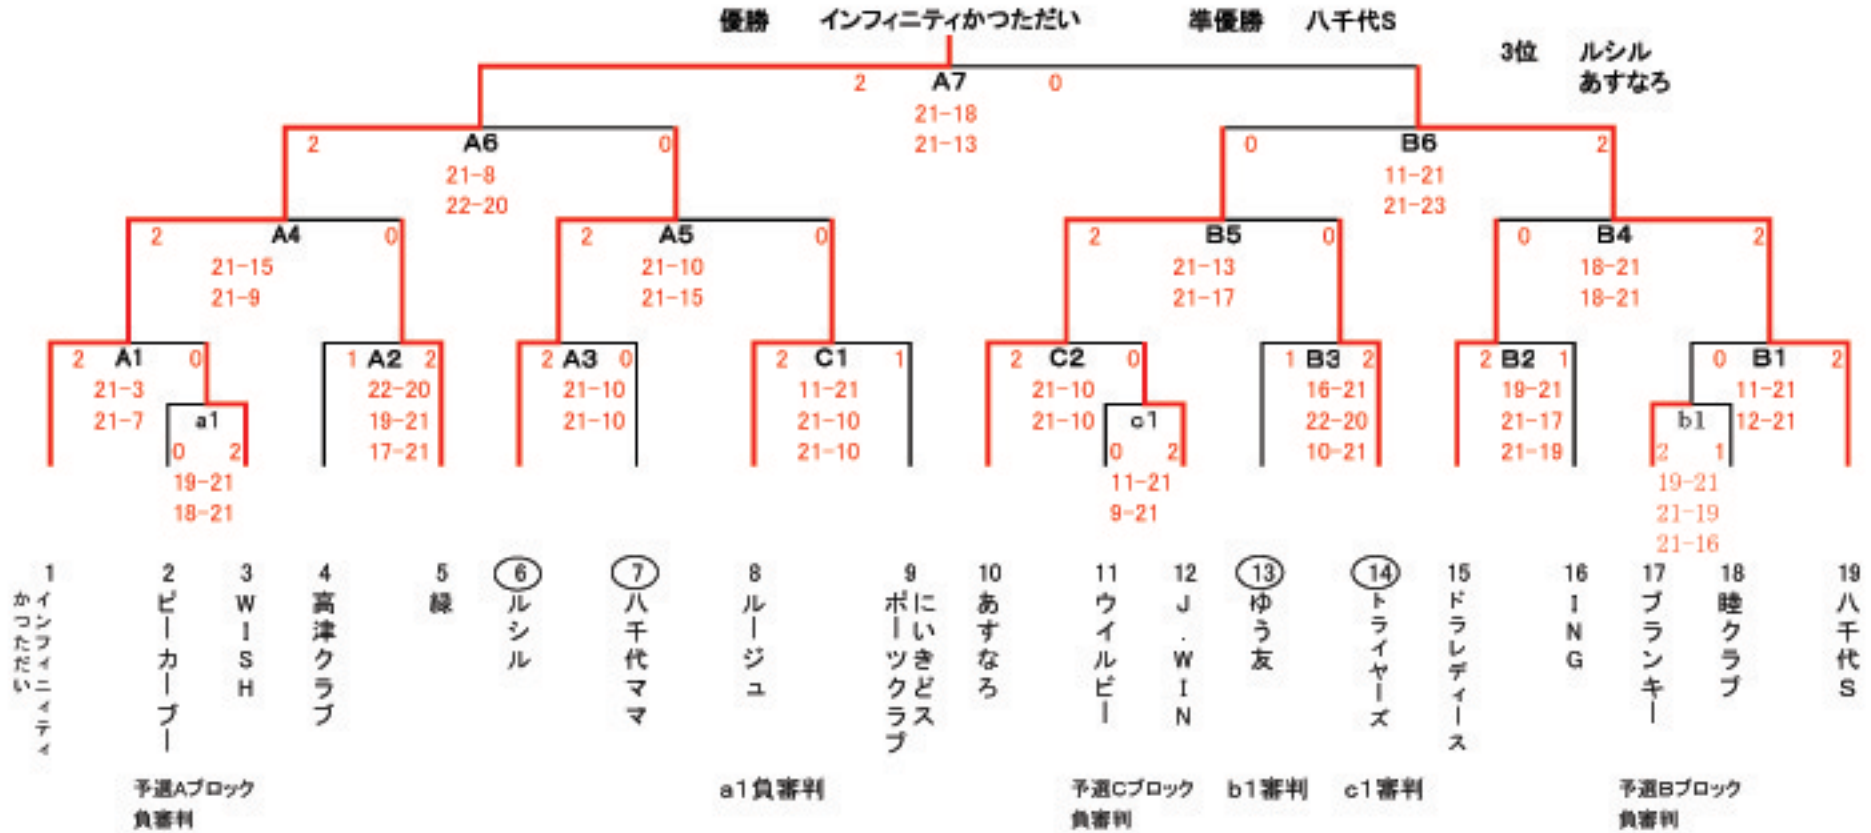 優勝 インフィニティかつただい 準優勝 八千代S
3位 ルシル
あすなろ
2 A7 0
21-18
21-13
2 A6 0
21-8
22-20
0 B6 2
11-21
21-23
2 A4 0
21-15
21-9
2 A5 0
21-10
21-15
2 B5 0
21-13
21-17
0 B4 2
18-21
18-21
2 A1 0
21-3
21-7
a1
0 2
19-21
18-21
1 A2 2
22-20
19-21
17-21
2 A3 0
21-10
21-10
2 C1 1
11-21
21-10
21-10
2 C2 0
21-10
21-10
c1
0 2
11-21
9-21
1 B3 2
16-21
22-20
10-21
2 B2 1
19-21
21-17
21-19
0 B1 2
11-21
12-21
b1
2 1
19-21
21-19
21-16
1 インフィニティ
かつただい
2 ピーカーブー
3 WISH
4 高津クラブ
5 緑
6 ルシル
7 八千代ママ
8 ルージュ
9 にいきどス
ポーツクラブ
10 あすなろ
11 ウイルビー
12 J.WIN
13 ゆう友
14 トライヤーズ
15 ドラレディース
16 ING
17 ブランキー
18 睦クラブ
19 八千代S
予選Aブロック
負審判
a1負審判
予選Cブロック
負審判
b1審判
c1審判
予選Bブロック
負審判